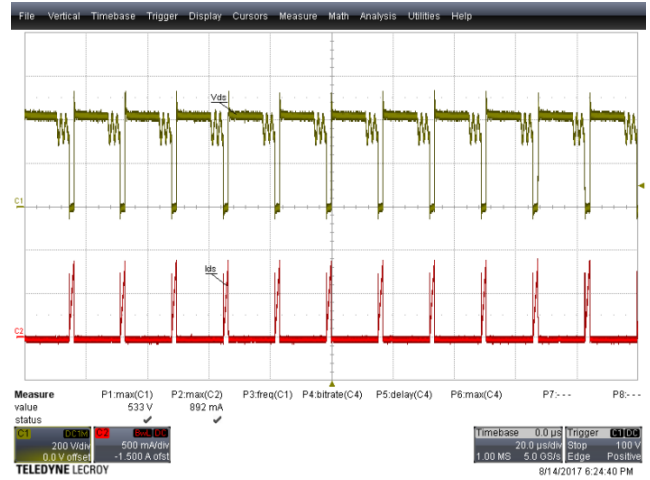 File Vertical Timebase Trigger Display Cursors Measure Math Analysis Utilities Help
Vds
C1
Ids
C2
Measure P1:max(C1) P2:max(C2) P3:freq(C1) P4:bitrate(C4) P5:delay(C4) P6:max(C4) P7:--- P8:---
value 533 V 892 mA
status
C1 DC1M
200 V/div
0.0 V offset
C2 BwL DC
500 mA/div
-1.500 A ofst
Timebase 0.0 µs
20.0 µs/div
1.00 MS 5.0 GS/s
Trigger C1 DC
Stop 100 V
Edge Positive
TELEDYNE LECROY
8/14/2017 6:24:40 PM